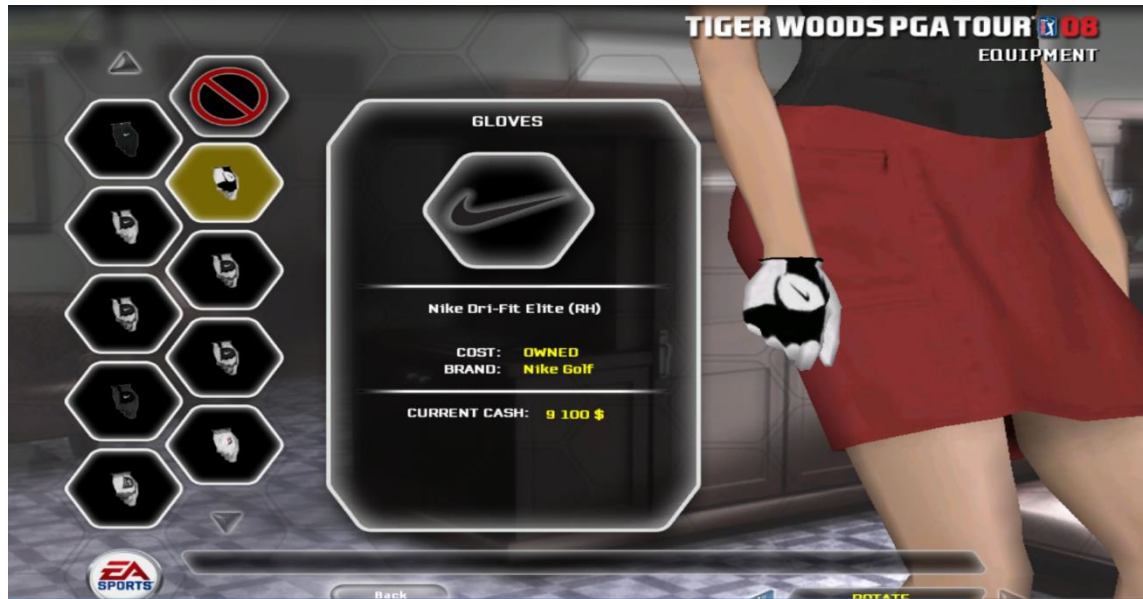 TIGER WOODS PGA TOUR 08
EQUIPMENT
GLOVES
Nike Dri-Fit Elite (RH)
COST: OWNED
BRAND: Nike Golf
CURRENT CASH: 9 100 $
EA
SPORTS
Back
ROTATE